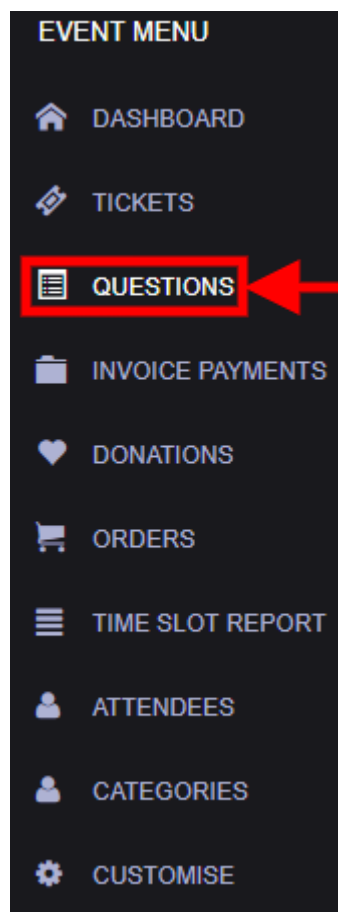 EVENT MENU
DASHBOARD
TICKETS
QUESTIONS
INVOICE PAYMENTS
DONATIONS
ORDERS
TIME SLOT REPORT
ATTENDEES
CATEGORIES
CUSTOMISE